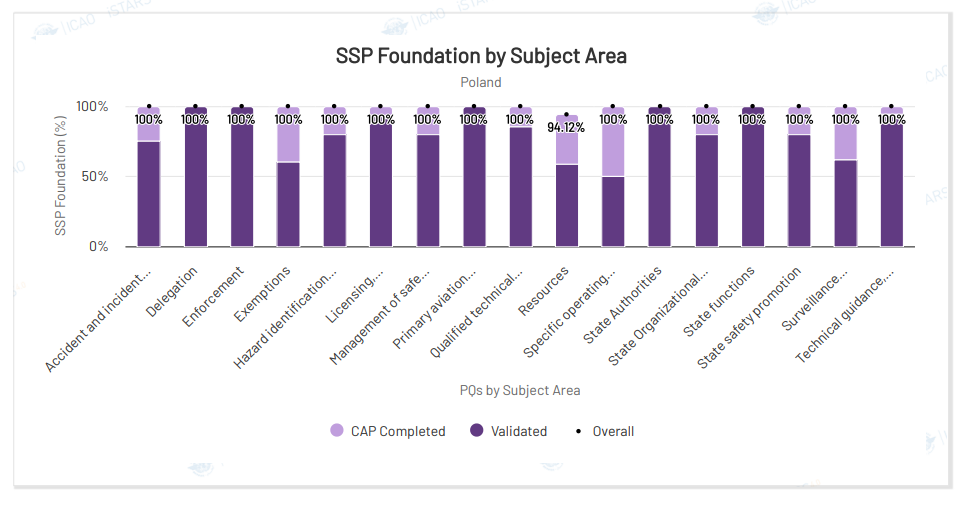 SSP Foundation by Subject Area
Poland
SSP Foundation (%)
100%
50%
0%
100%
100%
100%
100%
100%
100%
100%
100%
100%
94.12%
100%
100%
100%
100%
100%
100%
100%
Accident and incident...
Delegation
Enforcement
Exemptions
Hazard identification...
Licensing,...
Management of safe...
Primary aviation...
Qualified technical...
Resources
Specific operating...
State Authorities
State Organizational...
State functions
State safety promotion
Surveillance...
Technical guidance,...
PQs by Subject Area
CAP Completed
Validated
Overall